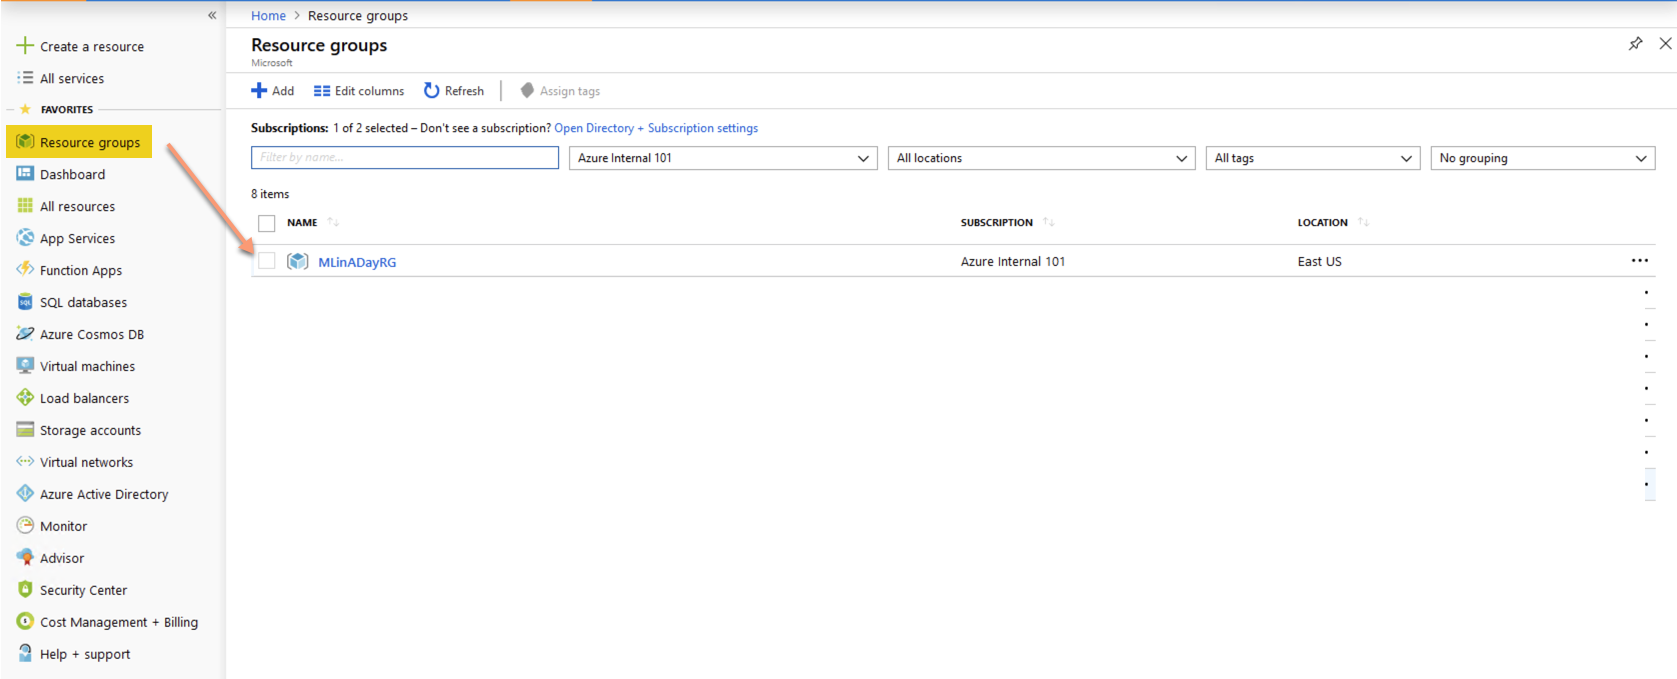 «
Home > Resource groups
Create a resource
All services
FAVORITES
Resource groups
Dashboard
All resources
App Services
Function Apps
SQL databases
Azure Cosmos DB
Virtual machines
Load balancers
Storage accounts
Virtual networks
Azure Active Directory
Monitor
Advisor
Security Center
Cost Management + Billing
Help + support
Resource groups
Microsoft
Add Edit columns Refresh Assign tags
Subscriptions: 1 of 2 selected – Don't see a subscription? Open Directory + Subscription settings
Filter by name... Azure Internal 101 All locations All tags No grouping
8 items
NAME SUBSCRIPTION LOCATION
MLinADayRG Azure Internal 101 East US